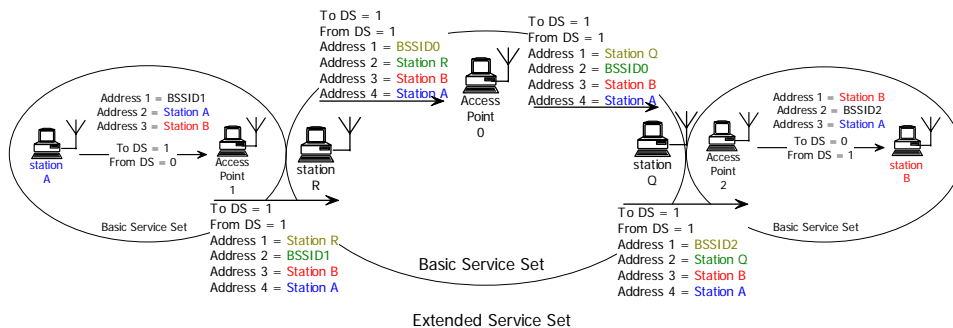 To DS = 1
From DS = 1
Address 1 = BSSID0
Address 2 = Station R
Address 3 = Station B
Address 4 = Station A
To DS = 1
From DS = 1
Address 1 = Station Q
Address 2 = BSSID0
Address 3 = Station B
Address 4 = Station A
Access
Point
0
Address 1 = BSSID1
Address 2 = Station A
Address 3 = Station B
To DS = 1
From DS = 0
station
A
Access
Point
1
station
R
station
Q
Access
Point
2
Address 1 = Station B
Address 2 = BSSID2
Address 3 = Station A
To DS = 0
From DS = 1
station
B
Basic Service Set
To DS = 1
From DS = 1
Address 1 = Station R
Address 2 = BSSID1
Address 3 = Station B
Address 4 = Station A
Basic Service Set
To DS = 1
From DS = 1
Address 1 = BSSID2
Address 2 = Station Q
Address 3 = Station B
Address 4 = Station A
Basic Service Set
Extended Service Set